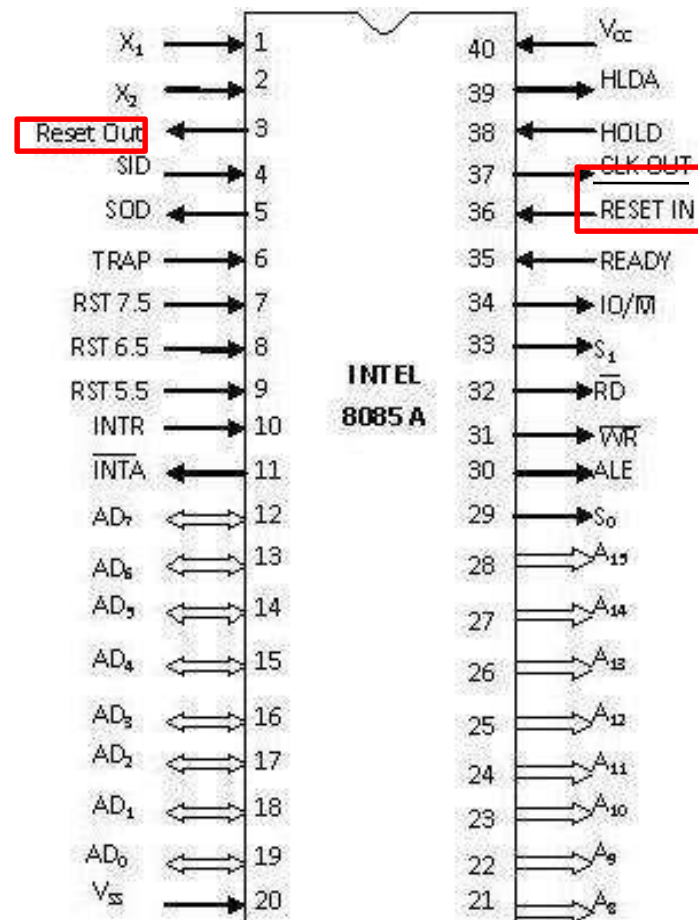 X₁ 1 40 Vcc
X₂ 2 39 HLDA
Reset Out 3 38 HOLD
SID 4 37 CLK OUT
SOD 5 36 RESET IN
TRAP 6 35 READY
RST 7.5 7 34 IO/M̅
RST 6.5 8 33 S₁
RST 5.5 9 32 R̅D̅
INTR 10 31 W̅R̅
I̅N̅T̅A̅ 11 30 ALE
INTEL
8085 A
AD₇ 12 29 S₀
AD₆ 13 28 A₁₅
AD₅ 14 27 A₁₄
AD₄ 15 26 A₁₃
AD₃ 16 25 A₁₂
AD₂ 17 24 A₁₁
AD₁ 18 23 A₁₀
AD₀ 19 22 A₉
Vss 20 21 A₈